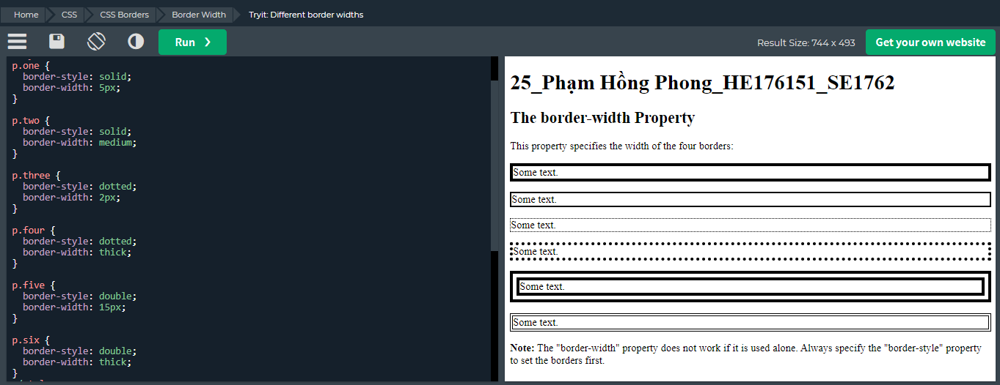 Home
CSS
CSS Borders
Border Width
Tryit: Different border widths
Run ❯
Result Size: 744 x 493
Get your own website
p.one {
  border-style: solid;
  border-width: 5px;
}
p.two {
  border-style: solid;
  border-width: medium;
}
p.three {
  border-style: dotted;
  border-width: 2px;
}
p.four {
  border-style: dotted;
  border-width: thick;
}
p.five {
  border-style: double;
  border-width: 15px;
}
p.six {
  border-style: double;
  border-width: thick;
}
25_Phạm Hồng Phong_HE176151_SE1762
The border-width Property
This property specifies the width of the four borders:
Some text.
Some text.
Some text.
Some text.
Some text.
Some text.
Note: The "border-width" property does not work if it is used alone. Always specify the "border-style" property
to set the borders first.